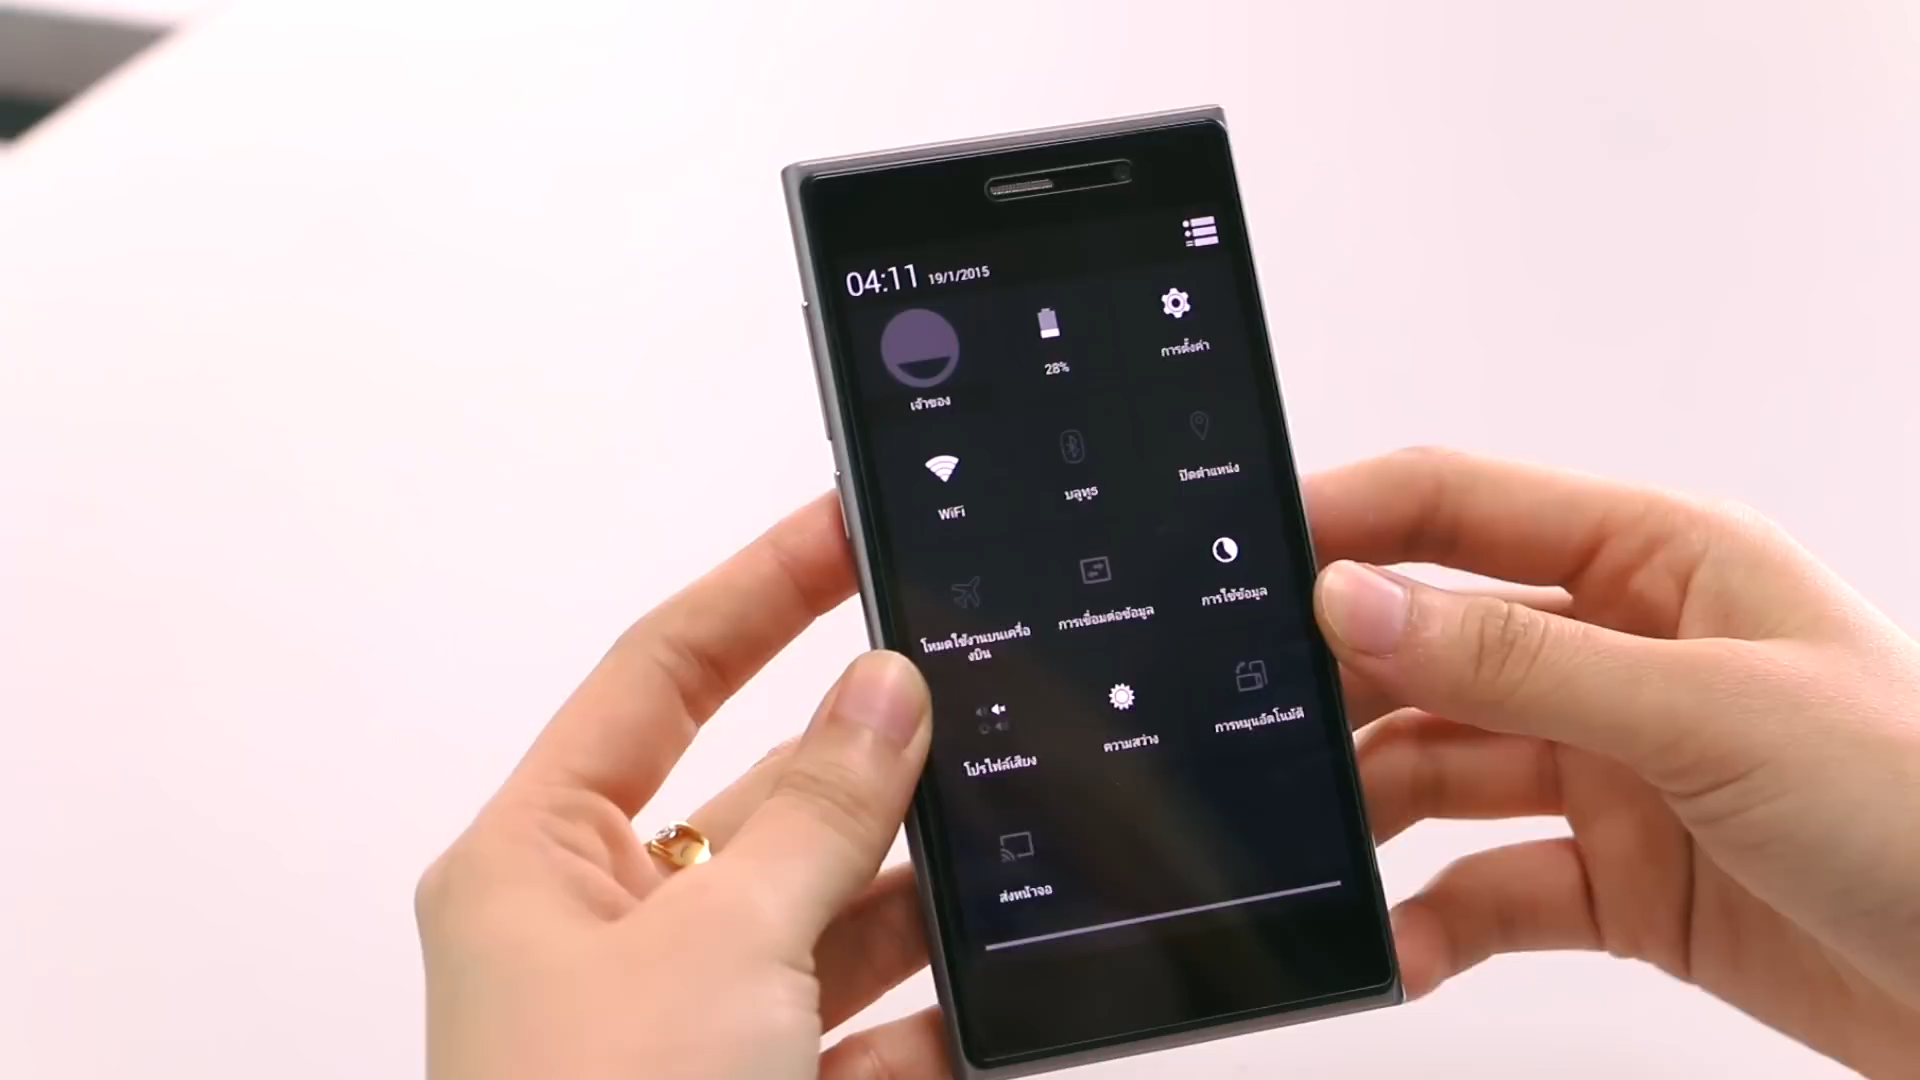 04:11 19/1/2015
เจ้าของ
28%
การตั้งค่า
WiFi
บลูทูธ
ปิดตำแหน่ง
โหมดใช้งานบนเครื่อ
งบิน
การเชื่อมต่อข้อมูล
การใช้ข้อมูล
โปรไฟล์เสียง
ความสว่าง
การหมุนอัตโนมัติ
ส่งหน้าจอ